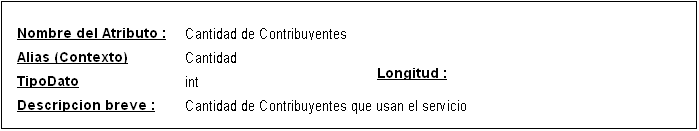 Nombre del Atributo : Cantidad de Contribuyentes
Alias (Contexto) Cantidad
Longitud :
TipoDato int
Descripcion breve : Cantidad de Contribuyentes que usan el servicio